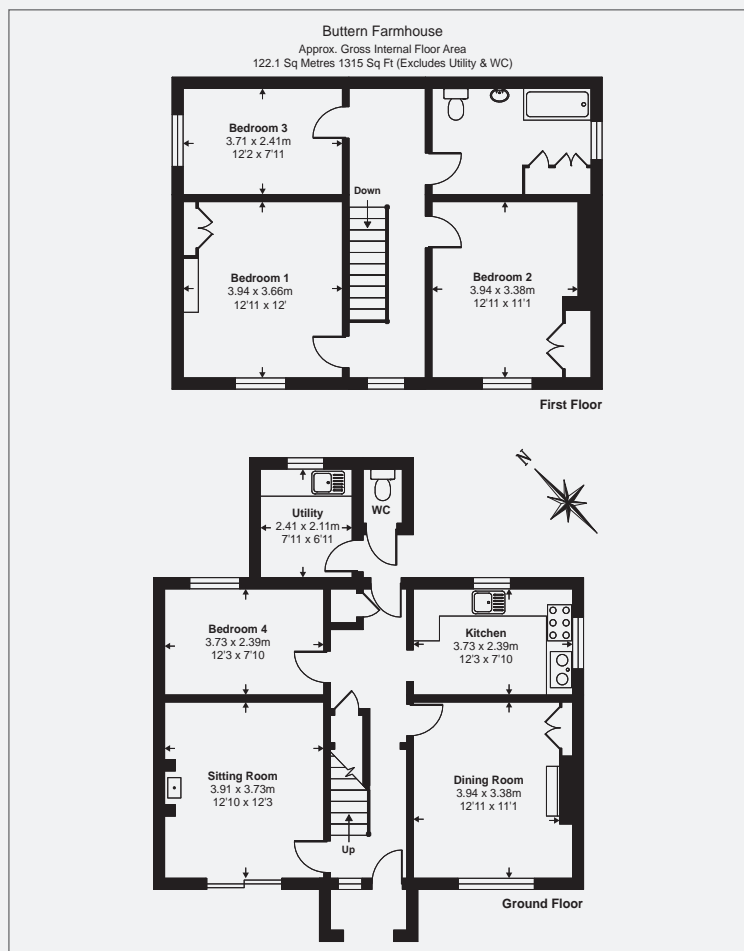 Buttern Farmhouse
Approx. Gross Internal Floor Area
122.1 Sq Metres 1315 Sq Ft (Excludes Utility & WC)
Bedroom 3
3.71 x 2.41m
12'2 x 7'11
Down
Bedroom 1
3.94 x 3.66m
12'11 x 12'
Bedroom 2
3.94 x 3.38m
12'11 x 11'1
First Floor
N
Utility
2.41 x 2.11m
7'11 x 6'11
WC
Bedroom 4
3.73 x 2.39m
12'3 x 7'10
Kitchen
3.73 x 2.39m
12'3 x 7'10
Sitting Room
3.91 x 3.73m
12'10 x 12'3
Dining Room
3.94 x 3.38m
12'11 x 11'1
Up
Ground Floor